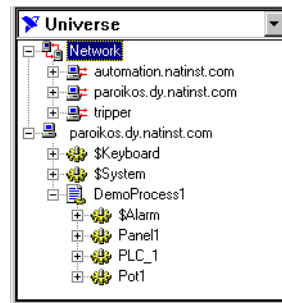 Universe
Network
automation.natinst.com
paroikos.dy.natinst.com
tripper
paroikos.dy.natinst.com
$Keyboard
$System
DemoProcess1
$Alarm
Panel1
PLC_1
Pot1